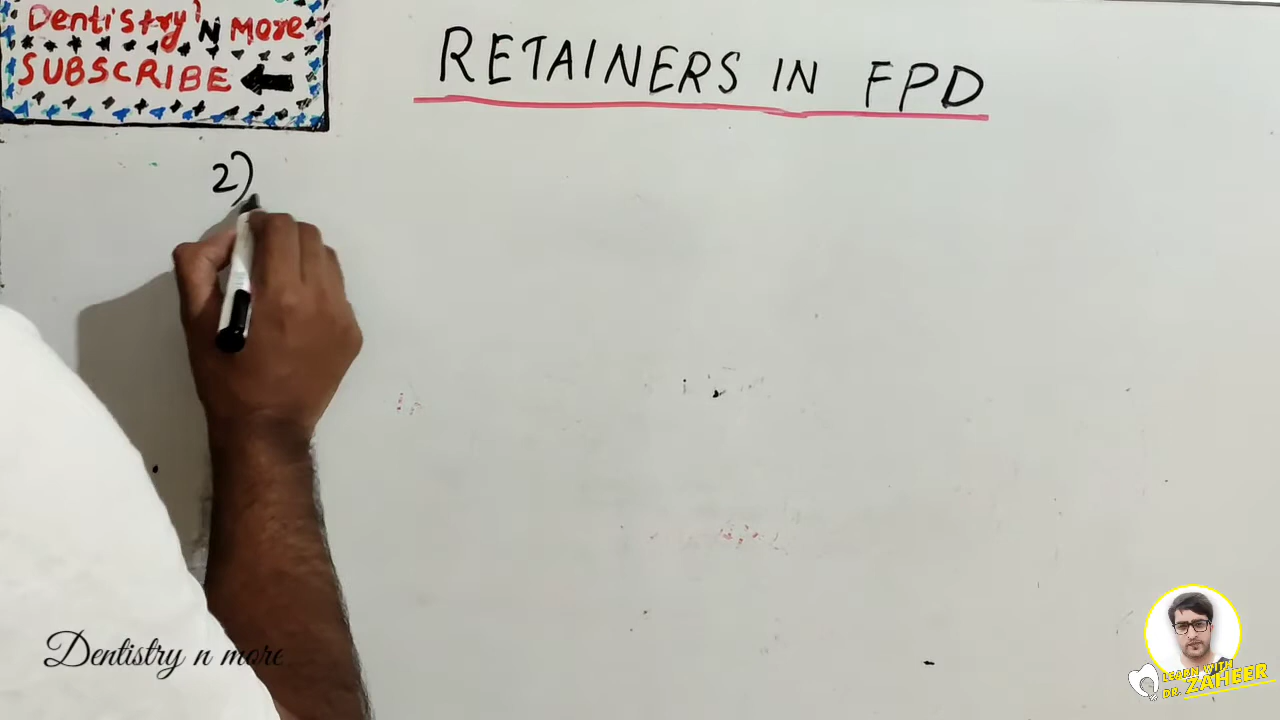 Dentistry'N More
SUBSCRIBE
RETAINERS IN FPD
2)
Dentistry n more
LEARN WITH
DR. ZAHEER